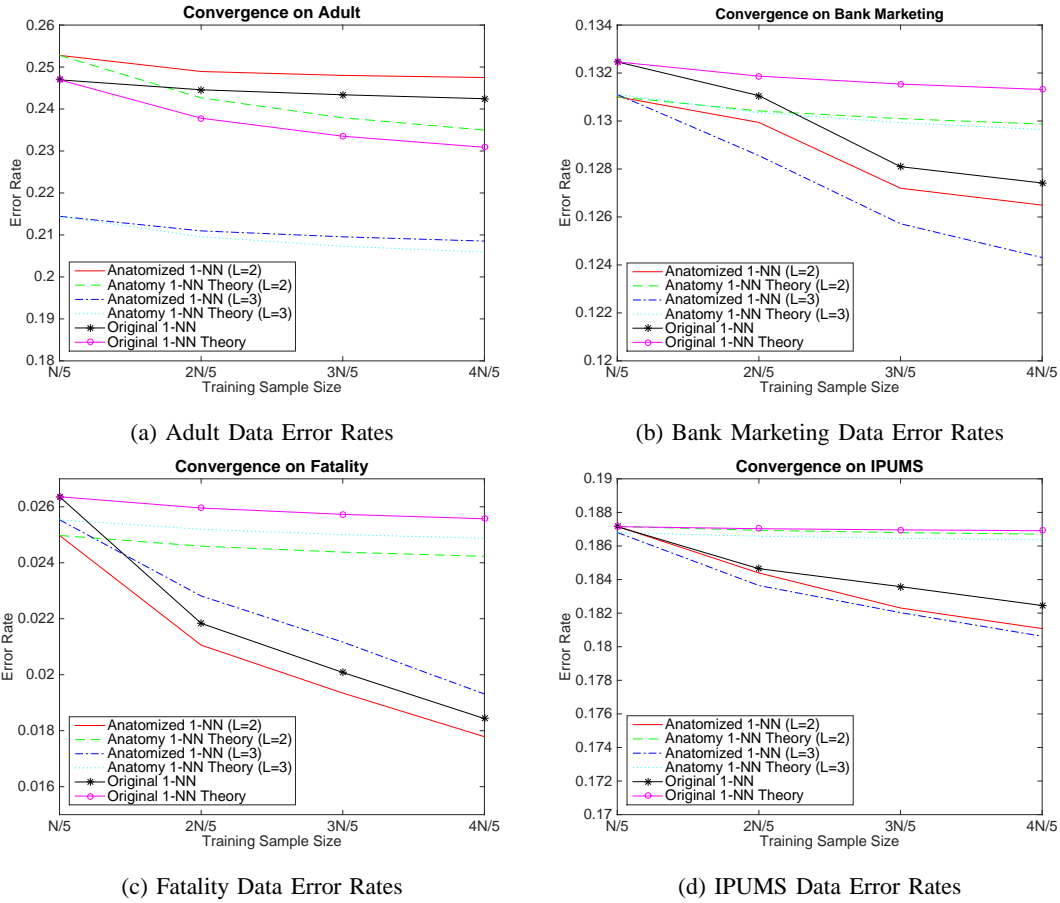 Convergence on Adult
0.26
0.25
0.24
0.23
0.22
0.21
0.2
0.19
0.18
Error Rate
Anatomized 1-NN (L=2)
Anatomy 1-NN Theory (L=2)
Anatomized 1-NN (L=3)
Anatomy 1-NN Theory (L=3)
Original 1-NN
Original 1-NN Theory
N/5 2N/5 3N/5 4N/5
Training Sample Size
(a) Adult Data Error Rates
Convergence on Bank Marketing
0.134
0.132
0.13
0.128
0.126
0.124
0.122
0.12
Error Rate
Anatomized 1-NN (L=2)
Anatomy 1-NN Theory (L=2)
Anatomized 1-NN (L=3)
Anatomy 1-NN Theory (L=3)
Original 1-NN
Original 1-NN Theory
N/5 2N/5 3N/5 4N/5
Training Sample Size
(b) Bank Marketing Data Error Rates
Convergence on Fatality
0.026
0.024
0.022
0.02
0.018
0.016
Error Rate
Anatomized 1-NN (L=2)
Anatomy 1-NN Theory (L=2)
Anatomized 1-NN (L=3)
Anatomy 1-NN Theory (L=3)
Original 1-NN
Original 1-NN Theory
N/5 2N/5 3N/5 4N/5
Training Sample Size
(c) Fatality Data Error Rates
Convergence on IPUMS
0.19
0.188
0.186
0.184
0.182
0.18
0.178
0.176
0.174
0.172
0.17
Error Rate
Anatomized 1-NN (L=2)
Anatomy 1-NN Theory (L=2)
Anatomized 1-NN (L=3)
Anatomy 1-NN Theory (L=3)
Original 1-NN
Original 1-NN Theory
N/5 2N/5 3N/5 4N/5
Training Sample Size
(d) IPUMS Data Error Rates